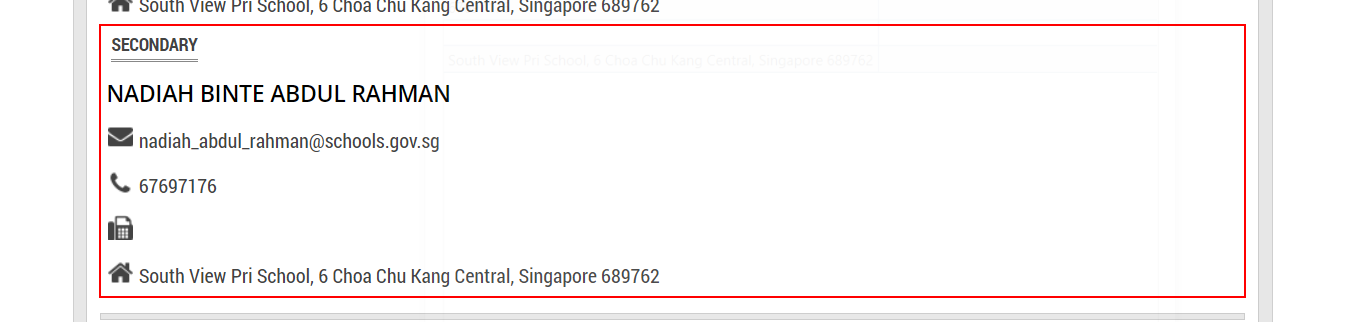 South View Pri School, 6 Choa Chu Kang Central, Singapore 689762
SECONDARY
South View Pri School, 6 Choa Chu Kang Central, Singapore 689762
NADIAH BINTE ABDUL RAHMAN
nadiah_abdul_rahman@schools.gov.sg
67697176
South View Pri School, 6 Choa Chu Kang Central, Singapore 689762